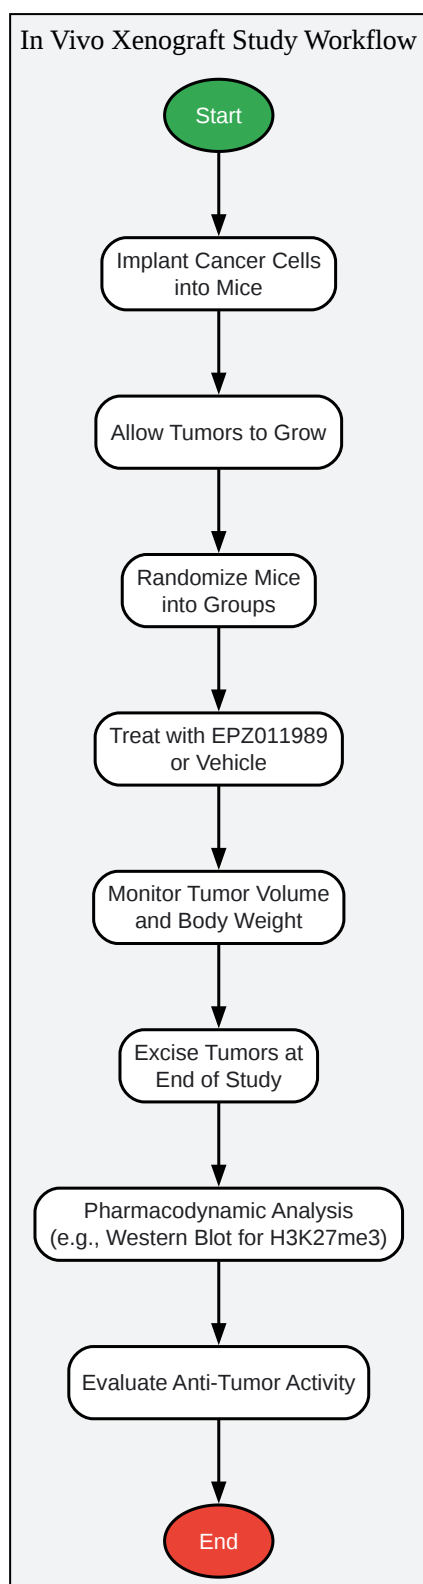 In Vivo Xenograft Study Workflow
Start
Implant Cancer Cells
into Mice
Allow Tumors to Grow
Randomize Mice
into Groups
Treat with EPZ011989
or Vehicle
Monitor Tumor Volume
and Body Weight
Excise Tumors at
End of Study
Pharmacodynamic Analysis
(e.g., Western Blot for H3K27me3)
Evaluate Anti-Tumor Activity
End